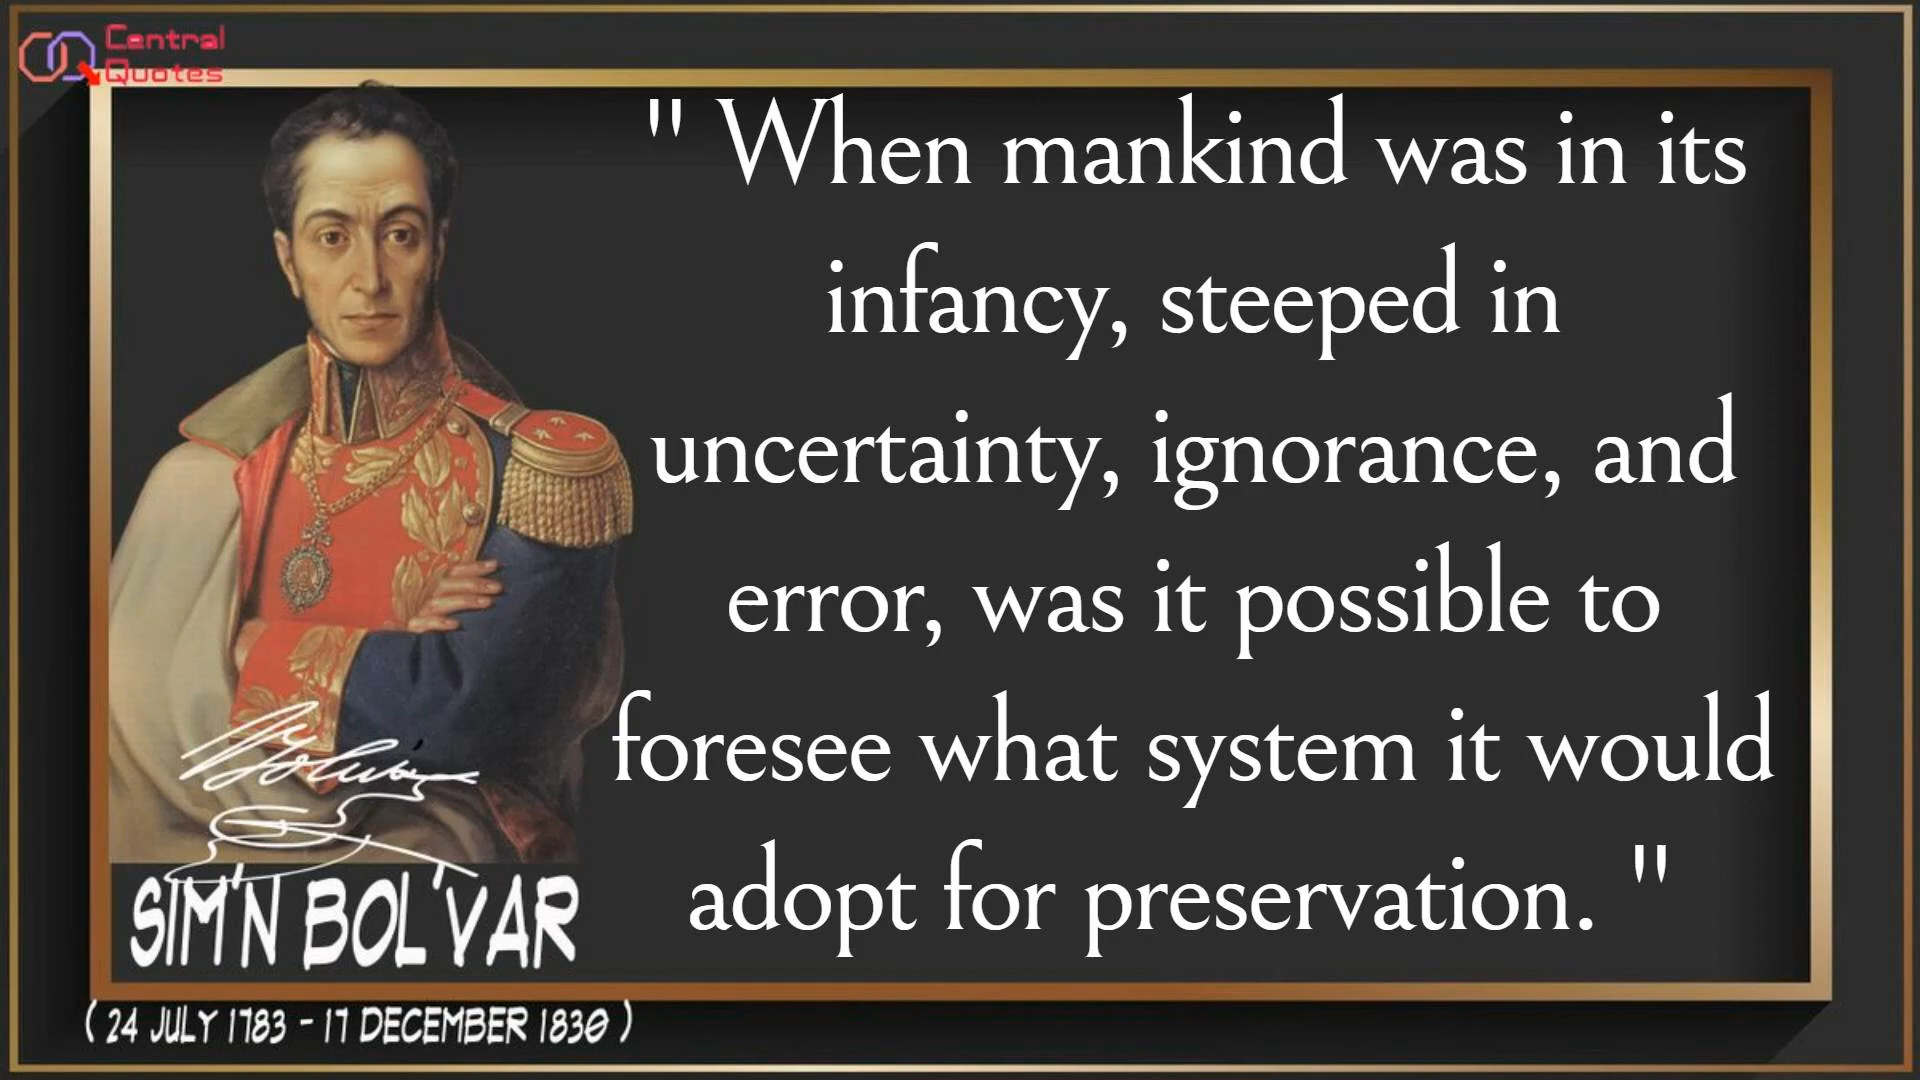 Central
Quotes
" When mankind was in its
infancy, steeped in
uncertainty, ignorance, and
error, was it possible to
foresee what system it would
adopt for preservation. "
Bolivar
SIM'N BOL'VAR
( 24 JULY 1783 - 17 DECEMBER 1830 )